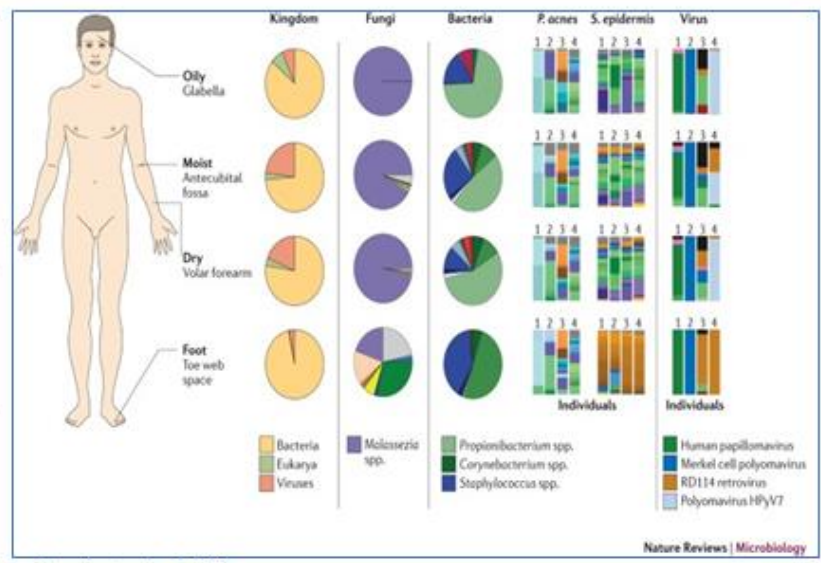 Kingdom Fungi Bacteria P. acnes S. epidermis Virus
1 2 3 4 1 2 3 4 1 2 3 4
Oily
Glabella
1 2 3 4 1 2 3 4 1 2 3 4
Moist
Antecubital
fossa
1 2 3 4 1 2 3 4 1 2 3 4
Dry
Volar forearm
1 2 3 4 1 2 3 4 1 2 3 4
Foot
Toe web
space
Individuals Individuals
Bacteria
Eukarya
Viruses
Malassezia
spp.
Propionibacterium spp.
Corynebacterium spp.
Staphylococcus spp.
Human papillomavirus
Merkel cell polyomavirus
RD114 retrovirus
Polyomavirus HPyV7
Nature Reviews | Microbiology